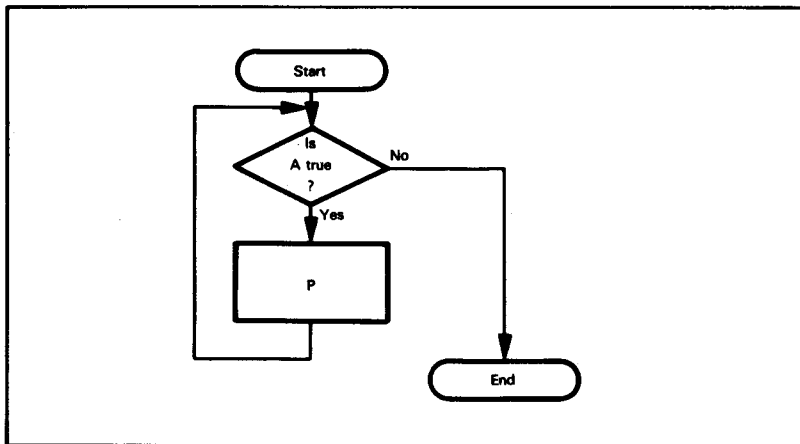 Start
Is
A true
?
No
Yes
P
End